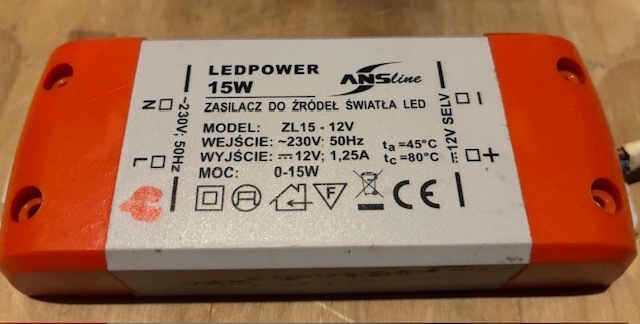 LEDPOWER
15W
ANSline
ZASILACZ DO ŹRÓDEŁ ŚWIATŁA LED
MODEL: ZL15 - 12V
WEJŚCIE: ~230V; 50Hz
WYJŚCIE: ⎓12V; 1,25A
MOC: 0-15W
ta =45°C
tc =80°C
N
L
~230V; 50Hz
⎓12V SELV
I
+
F
CE